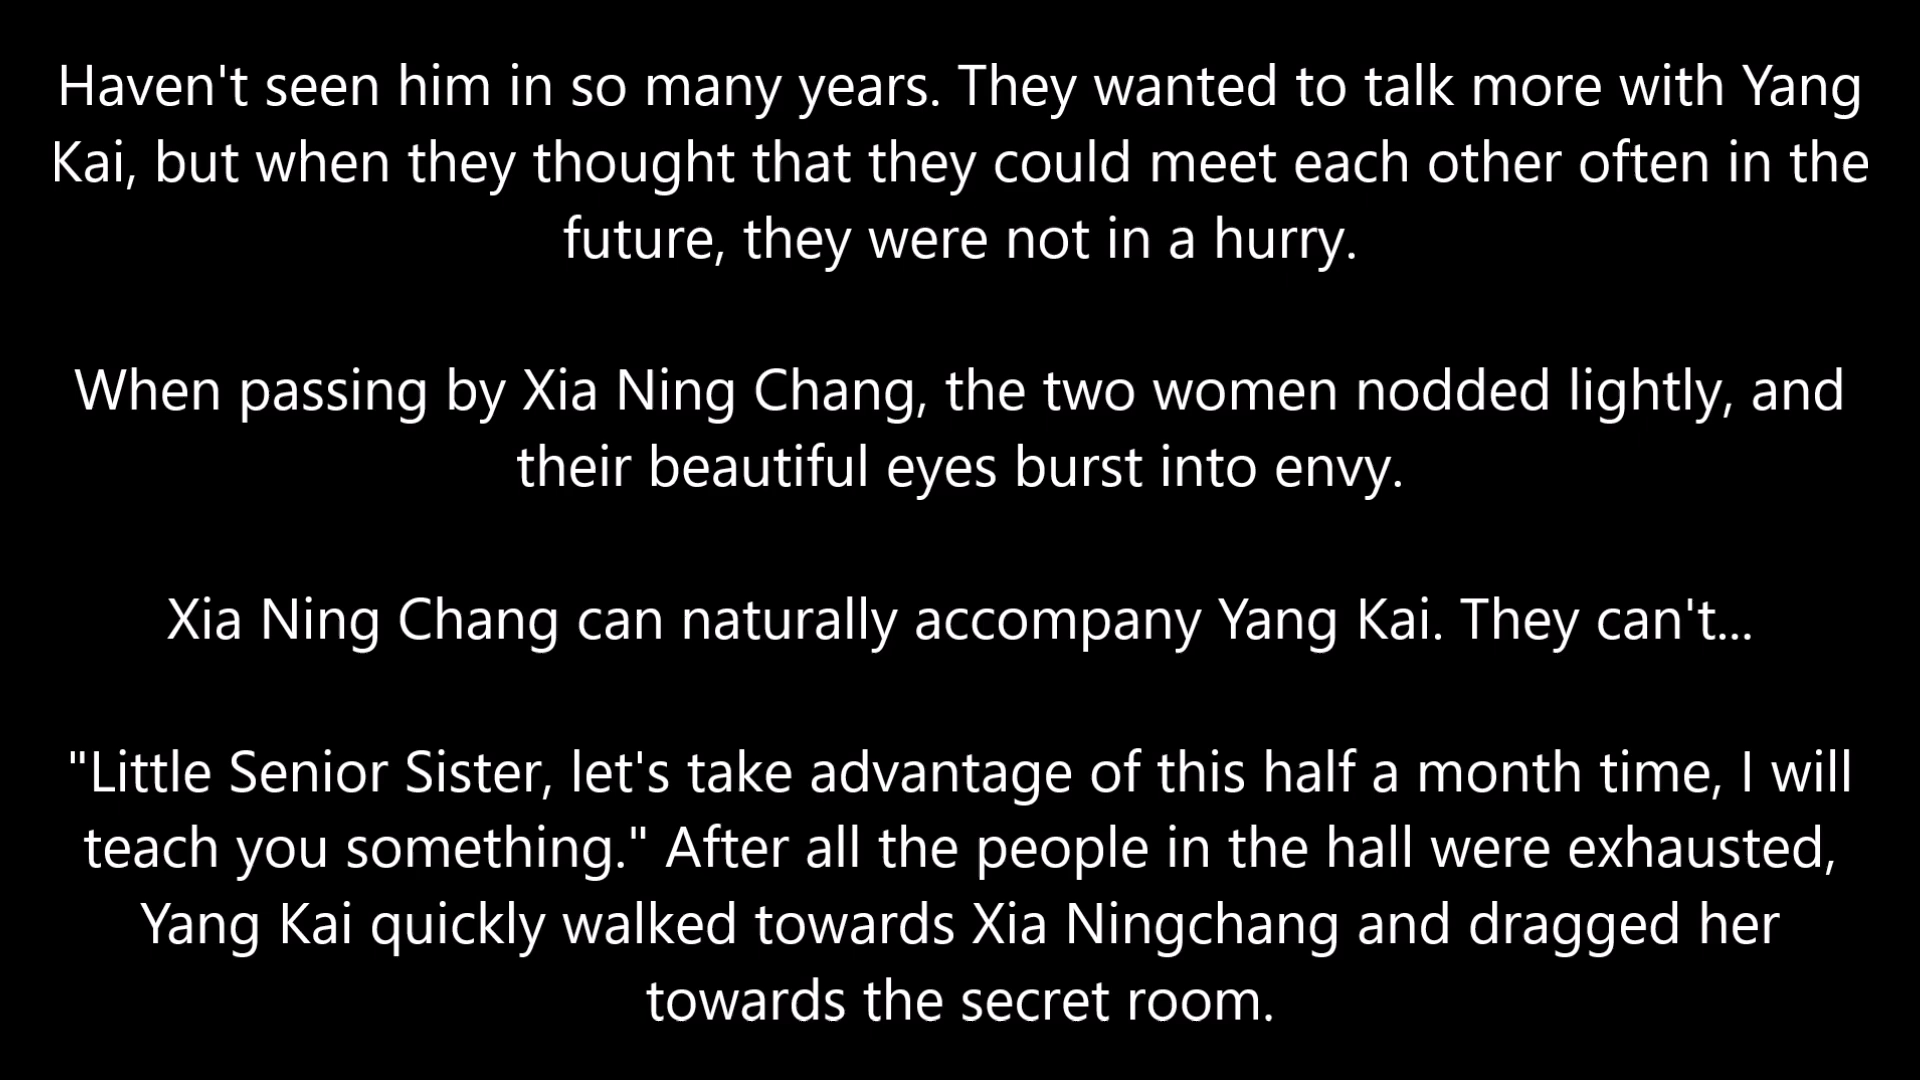 Haven't seen him in so many years. They wanted to talk more with Yang
Kai, but when they thought that they could meet each other often in the
future, they were not in a hurry.
When passing by Xia Ning Chang, the two women nodded lightly, and
their beautiful eyes burst into envy.
Xia Ning Chang can naturally accompany Yang Kai. They can't...
"Little Senior Sister, let's take advantage of this half a month time, I will
teach you something." After all the people in the hall were exhausted,
Yang Kai quickly walked towards Xia Ningchang and dragged her
towards the secret room.